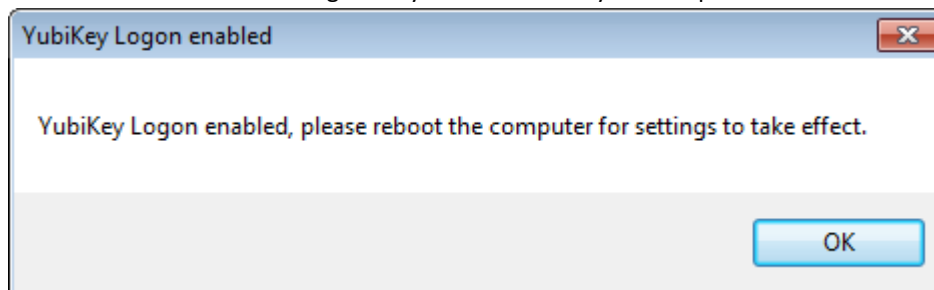 YubiKey Logon enabled
YubiKey Logon enabled, please reboot the computer for settings to take effect.
OK